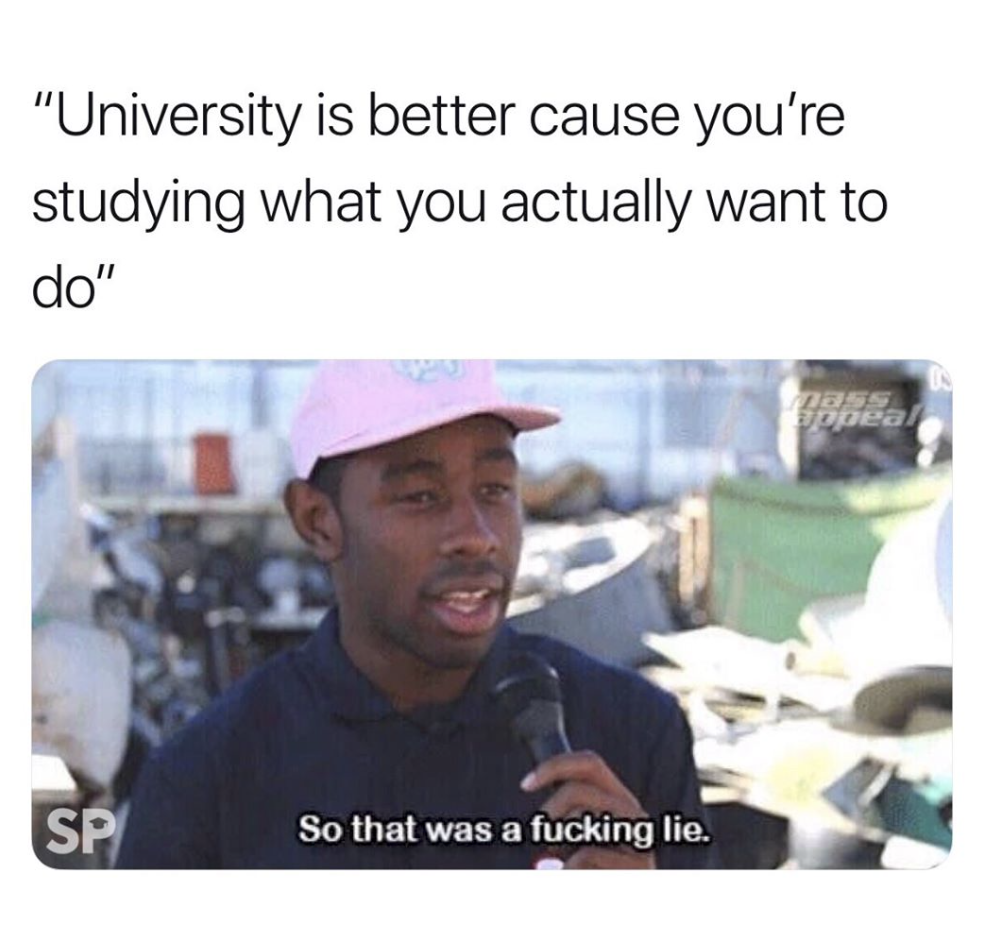 "University is better cause you're
studying what you actually want to
do"
mass
appeal
SP
So that was a fucking lie.